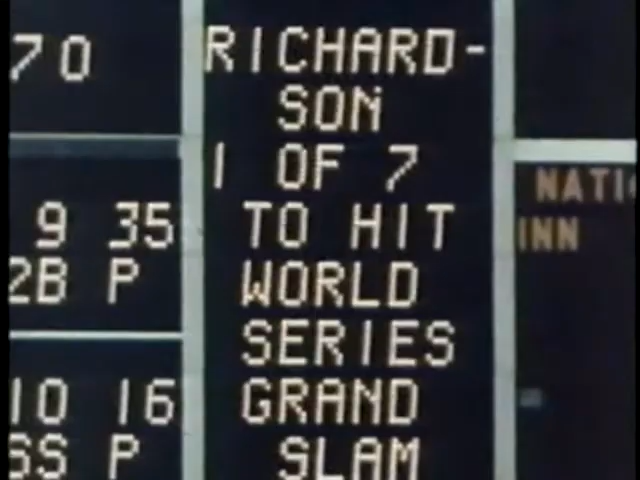 70
9 35
2B P
10 16
SS P
RICHARD-
SON
1 OF 7
TO HIT
WORLD
SERIES
GRAND
SLAM
NATI
INN